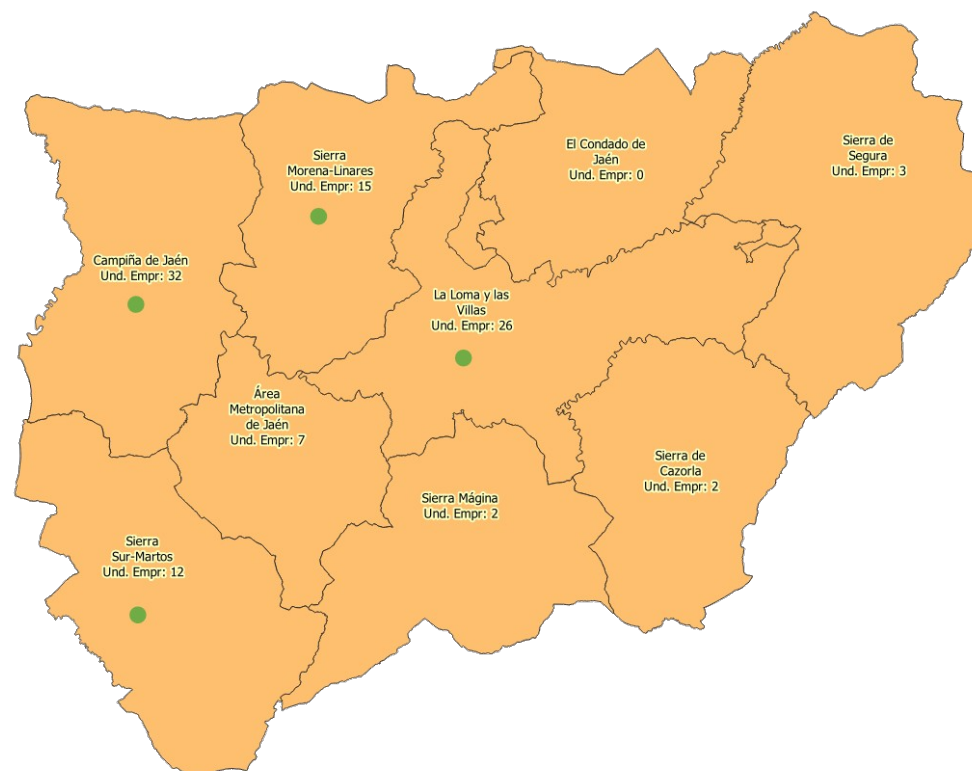 El Condado de
Jaén
Und. Empr: 0
Sierra de
Segura
Und. Empr: 3
Sierra
Morena-Linares
Und. Empr: 15
Campiña de Jaén
Und. Empr: 32
La Loma y las
Villas
Und. Empr: 26
Área
Metropolitana
de Jaén
Und. Empr: 7
Sierra de
Cazorla
Und. Empr: 2
Sierra Mágina
Und. Empr: 2
Sierra
Sur-Martos
Und. Empr: 12